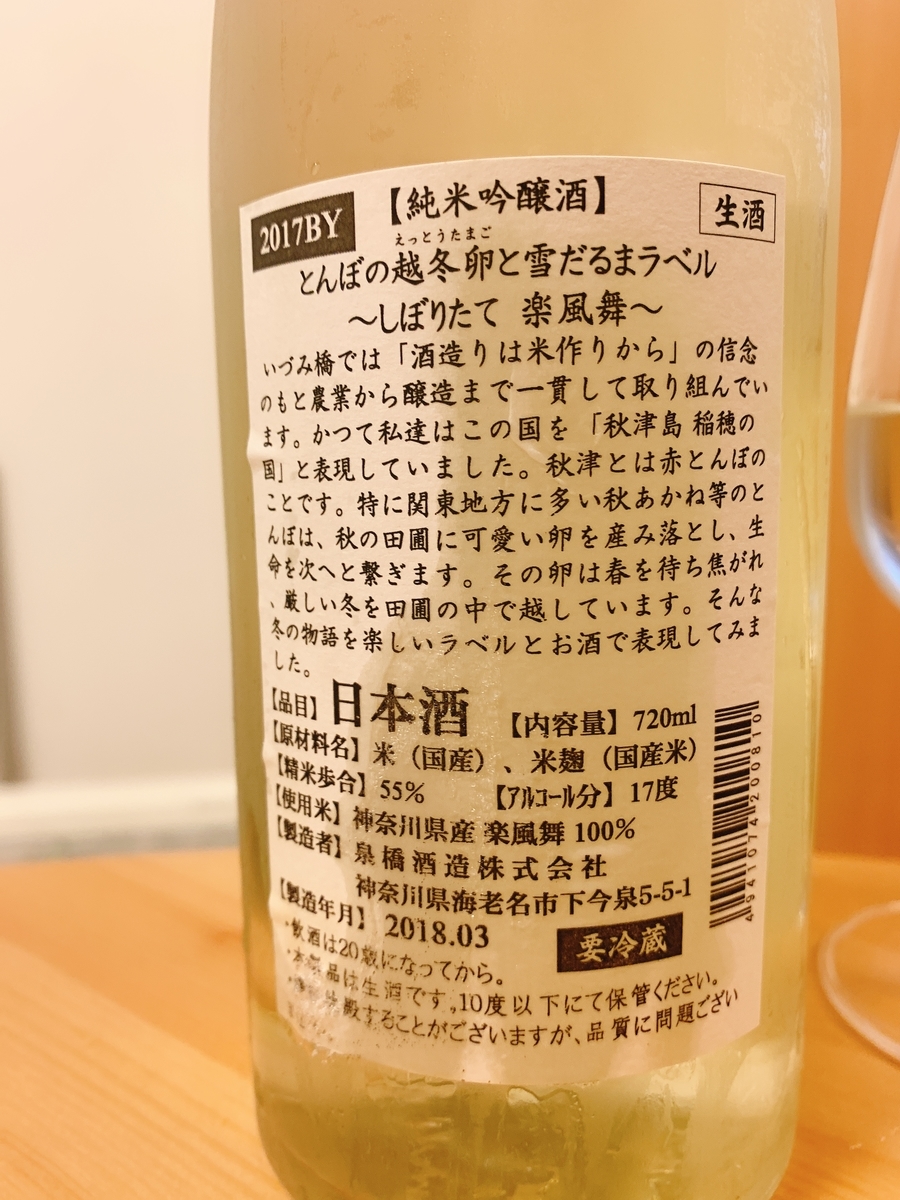 2017BY
【純米吟醸酒】
生酒
えっとうたまご
とんぼの越冬卵と雪だるまラベル
～しぼりたて 楽風舞～
いづみ橋では「酒造りは米作りから」の信念
のもと農業から醸造まで一貫して取り組んでい
ます。かつて私達はこの国を「秋津島 稲穂の
国」と表現していました。秋津とは赤とんぼの
ことです。特に関東地方に多い秋あかね等のと
んぼは、秋の田圃に可愛い卵を産み落とし、生
命を次へと繋ぎます。その卵は春を待ち焦がれ
、厳しい冬を田圃の中で越しています。そんな
冬の物語を楽しいラベルとお酒で表現してみま
した。
【品目】日本酒 【内容量】720ml
【原材料名】米（国産）、米麹（国産米）
【精米歩合】55% 【アルコール分】17度
【使用米】神奈川県産 楽風舞 100%
【製造者】泉橋酒造株式会社
神奈川県海老名市下今泉5-5-1
【製造年月】2018.03
要冷蔵
・飲酒は20歳になってから。
・本製品は生酒です,10度以下にて保管ください。
することがございますが、品質に問題ござい
4941074200810